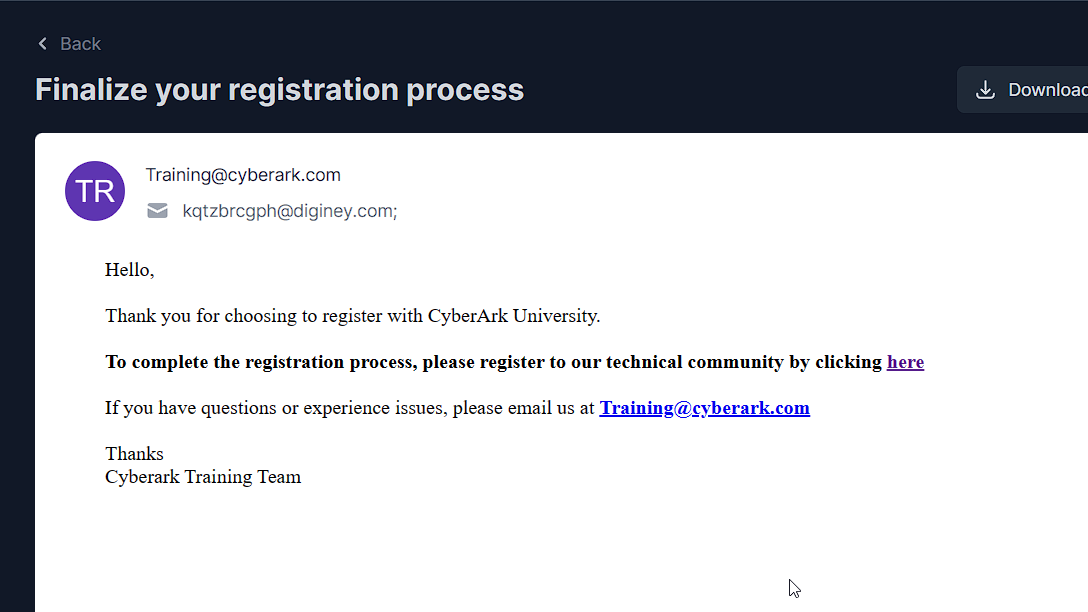 Back
Finalize your registration process
Download
TR
Training@cyberark.com
kqtzbrcgph@diginey.com;
Hello,
Thank you for choosing to register with CyberArk University.
To complete the registration process, please register to our technical community by clicking here
If you have questions or experience issues, please email us at Training@cyberark.com
Thanks
Cyberark Training Team